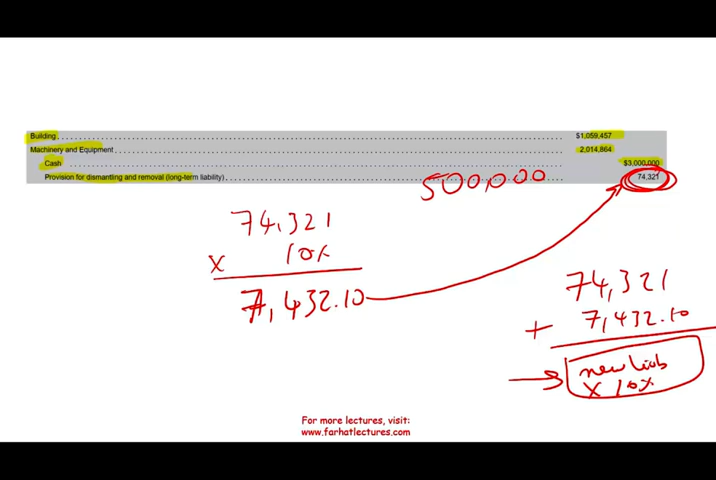 Building $1,059,457
Machinery and Equipment 2,014,864
Cash $3,000,000
Provision for dismantling and removal (long-term liability) 74,321
500,000
74,321
x 10%
7,432.10
74,321
+ 7,432.10
new liab
x 10%
For more lectures, visit:
www.farhatlectures.com